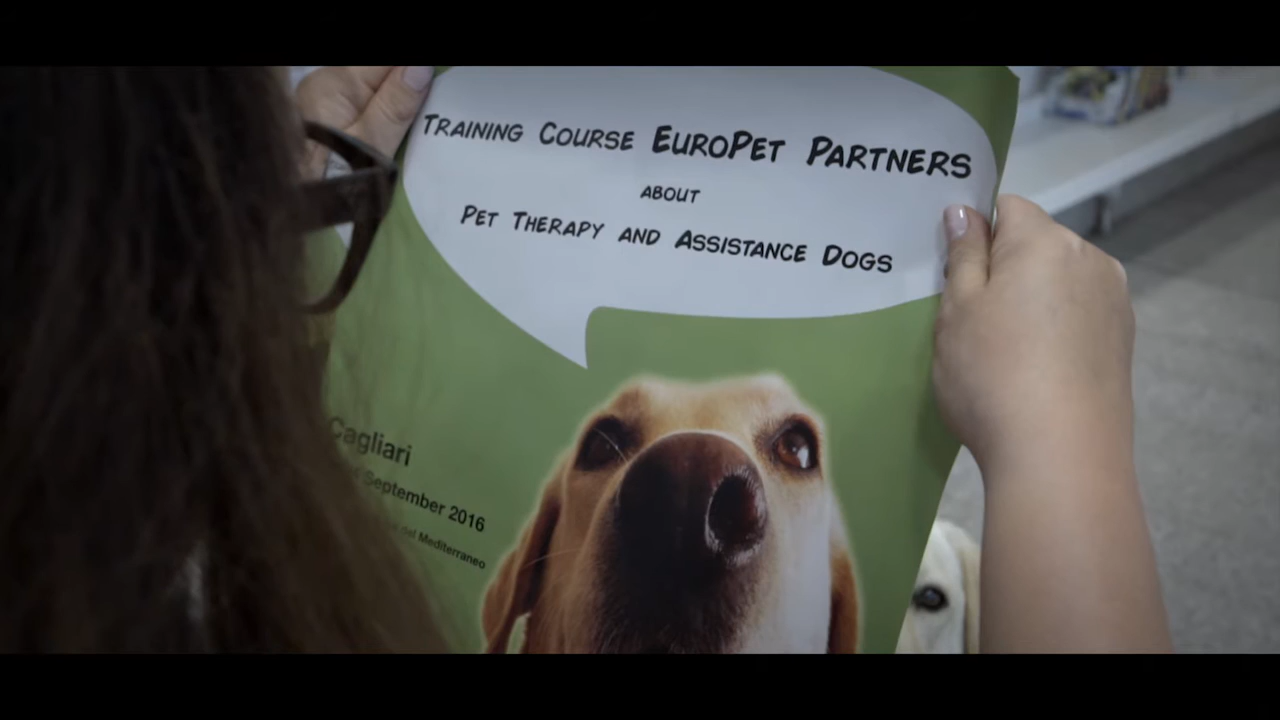 TRAINING COURSE EUROPET PARTNERS
ABOUT
PET THERAPY AND ASSISTANCE DOGS
Cagliari
September 2016
del Mediterraneo